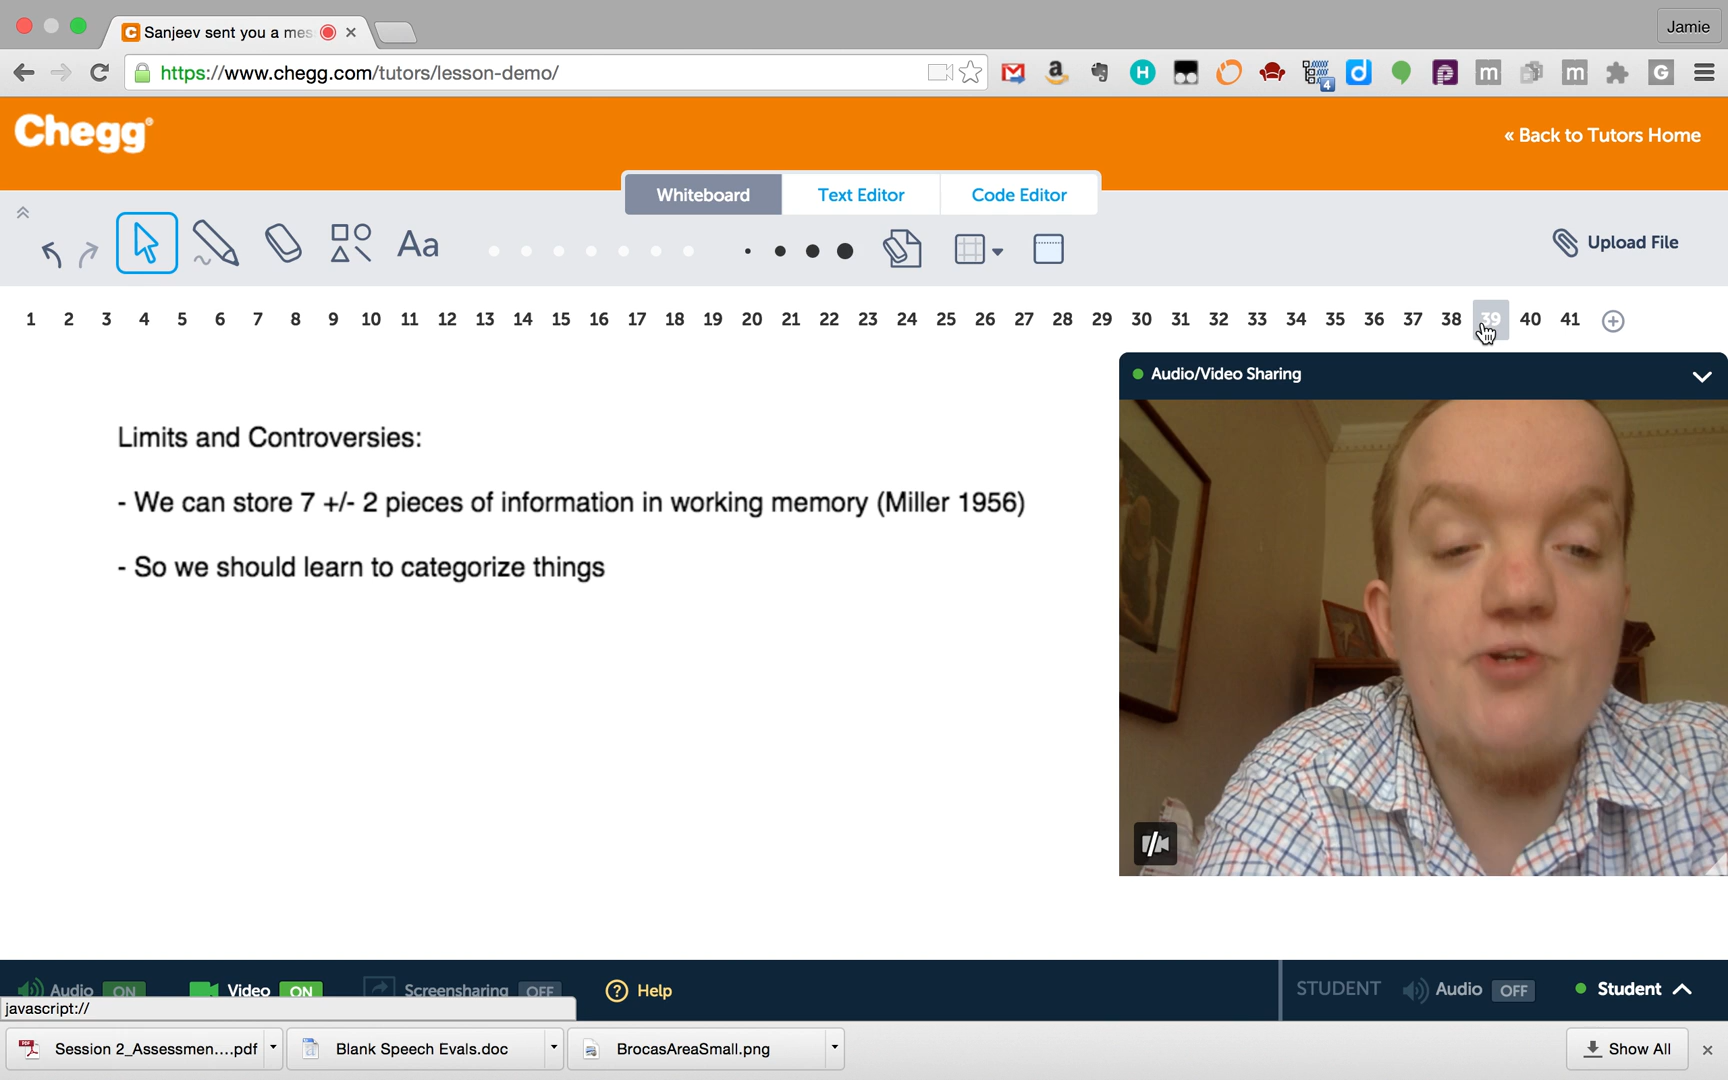 Sanjeev sent you a mes
Jamie
https://www.chegg.com/tutors/lesson-demo/
Chegg
« Back to Tutors Home
Whiteboard
Text Editor
Code Editor
Aa
Upload File
1 2 3 4 5 6 7 8 9 10 11 12 13 14 15 16 17 18 19 20 21 22 23 24 25 26 27 28 29 30 31 32 33 34 35 36 37 38 39 40 41
Audio/Video Sharing
Limits and Controversies:
- We can store 7 +/- 2 pieces of information in working memory (Miller 1956)
- So we should learn to categorize things
Audio ON
Video ON
Screensharing OFF
Help
STUDENT
Audio OFF
Student
javascript://
Session 2_Assessmen....pdf
Blank Speech Evals.doc
BrocasAreaSmall.png
Show All